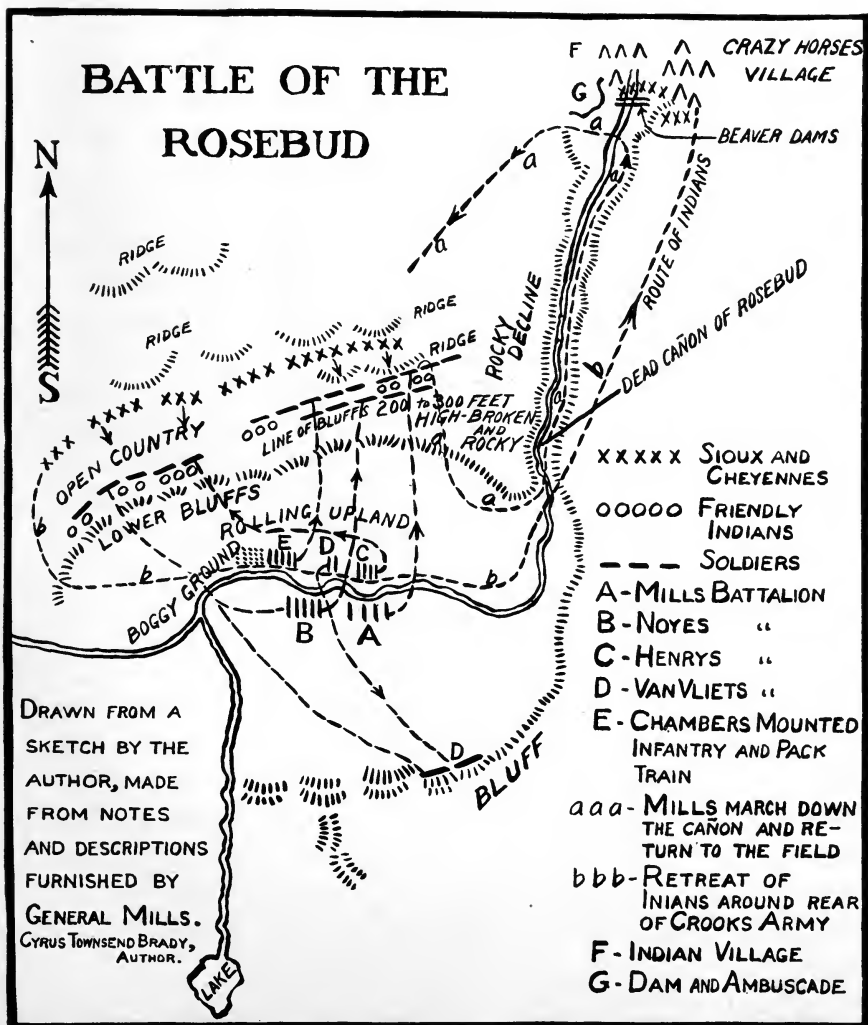 BATTLE OF THE
ROSEBUD
N
S
F
CRAZY HORSES
VILLAGE
G
BEAVER DAMS
xxxxx
xxx
a
a
a
a
a
ROUTE OF INDIANS
b
DEAD CAÑON OF ROSEBUD
ROCKY
DECLINE
RIDGE
RIDGE
RIDGE
RIDGE
LINE OF BLUFFS 200 to 300 FEET
HIGH-BROKEN
AND
ROCKY
OPEN COUNTRY
LOWER BLUFFS
ROLLING UPLAND
BOGGY GROUND
a
a
b
b
b
E
D
C
B
A
D
BLUFF
LAKE
xxxxx SIOUX AND
CHEYENNES
OOOOO FRIENDLY
INDIANS
--- SOLDIERS
A-MILLS BATTALION
B-NOYES "
C-HENRYS "
D-VANVLIETS "
E-CHAMBERS MOUNTED
INFANTRY AND PACK
TRAIN
aaa-MILLS MARCH DOWN
THE CAÑON AND RE-
TURN TO THE FIELD
bbb-RETREAT OF
INIANS AROUND REAR
OF CROOKS ARMY
F-INDIAN VILLAGE
G-DAM AND AMBUSCADE
DRAWN FROM A
SKETCH BY THE
AUTHOR, MADE
FROM NOTES
AND DESCRIPTIONS
FURNISHED BY
GENERAL MILLS.
CYRUS TOWNSEND BRADY,
AUTHOR.